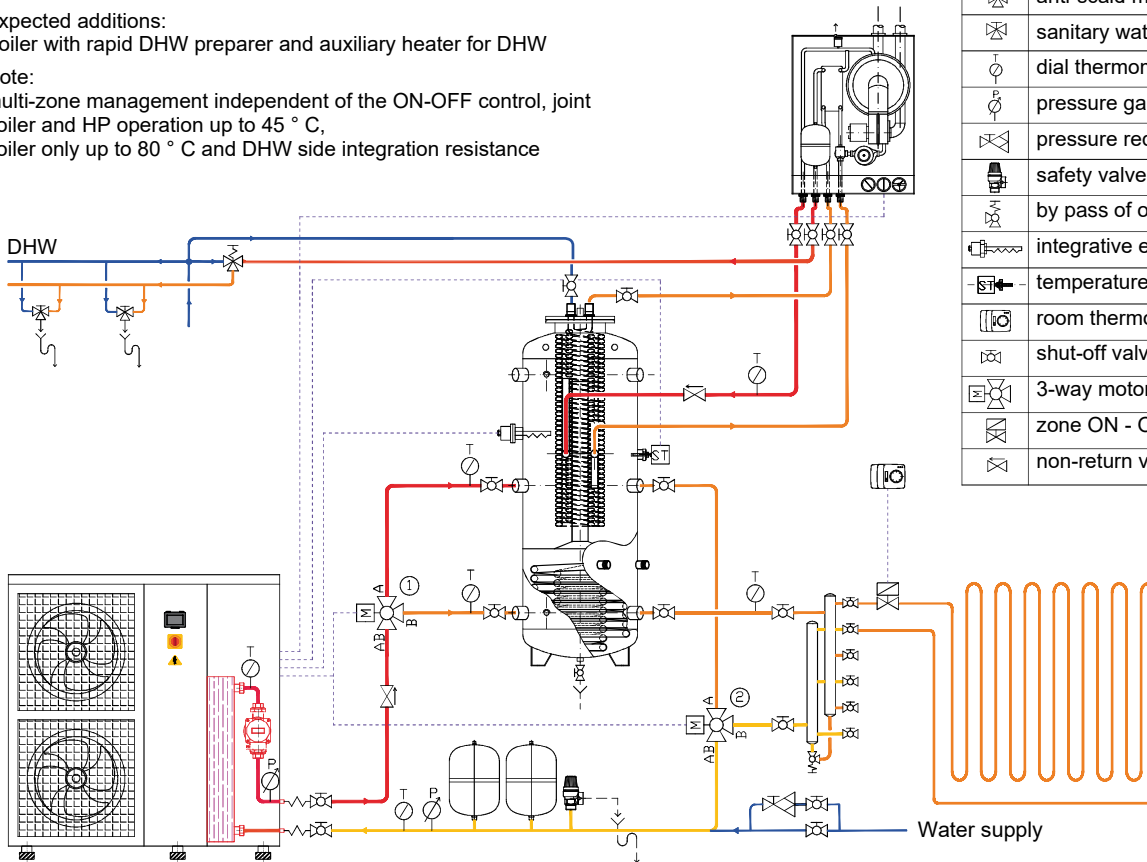 xpected additions:
oiler with rapid DHW preparer and auxiliary heater for DHW
ote:
ulti-zone management independent of the ON-OFF control, joint
oiler and HP operation up to 45 ° C,
oiler only up to 80 ° C and DHW side integration resistance
sanitary wat
T dial thermon
P pressure ga
pressure rec
safety valve
by pass of o
integrative e
ST temperature
room thermo
shut-off valv
M 3-way motor
zone ON - O
non-return v
DHW
T
T
ST
A
1
T
M
B
AB
T
T
A
2
M
B
AB
P
T
P
Water supply